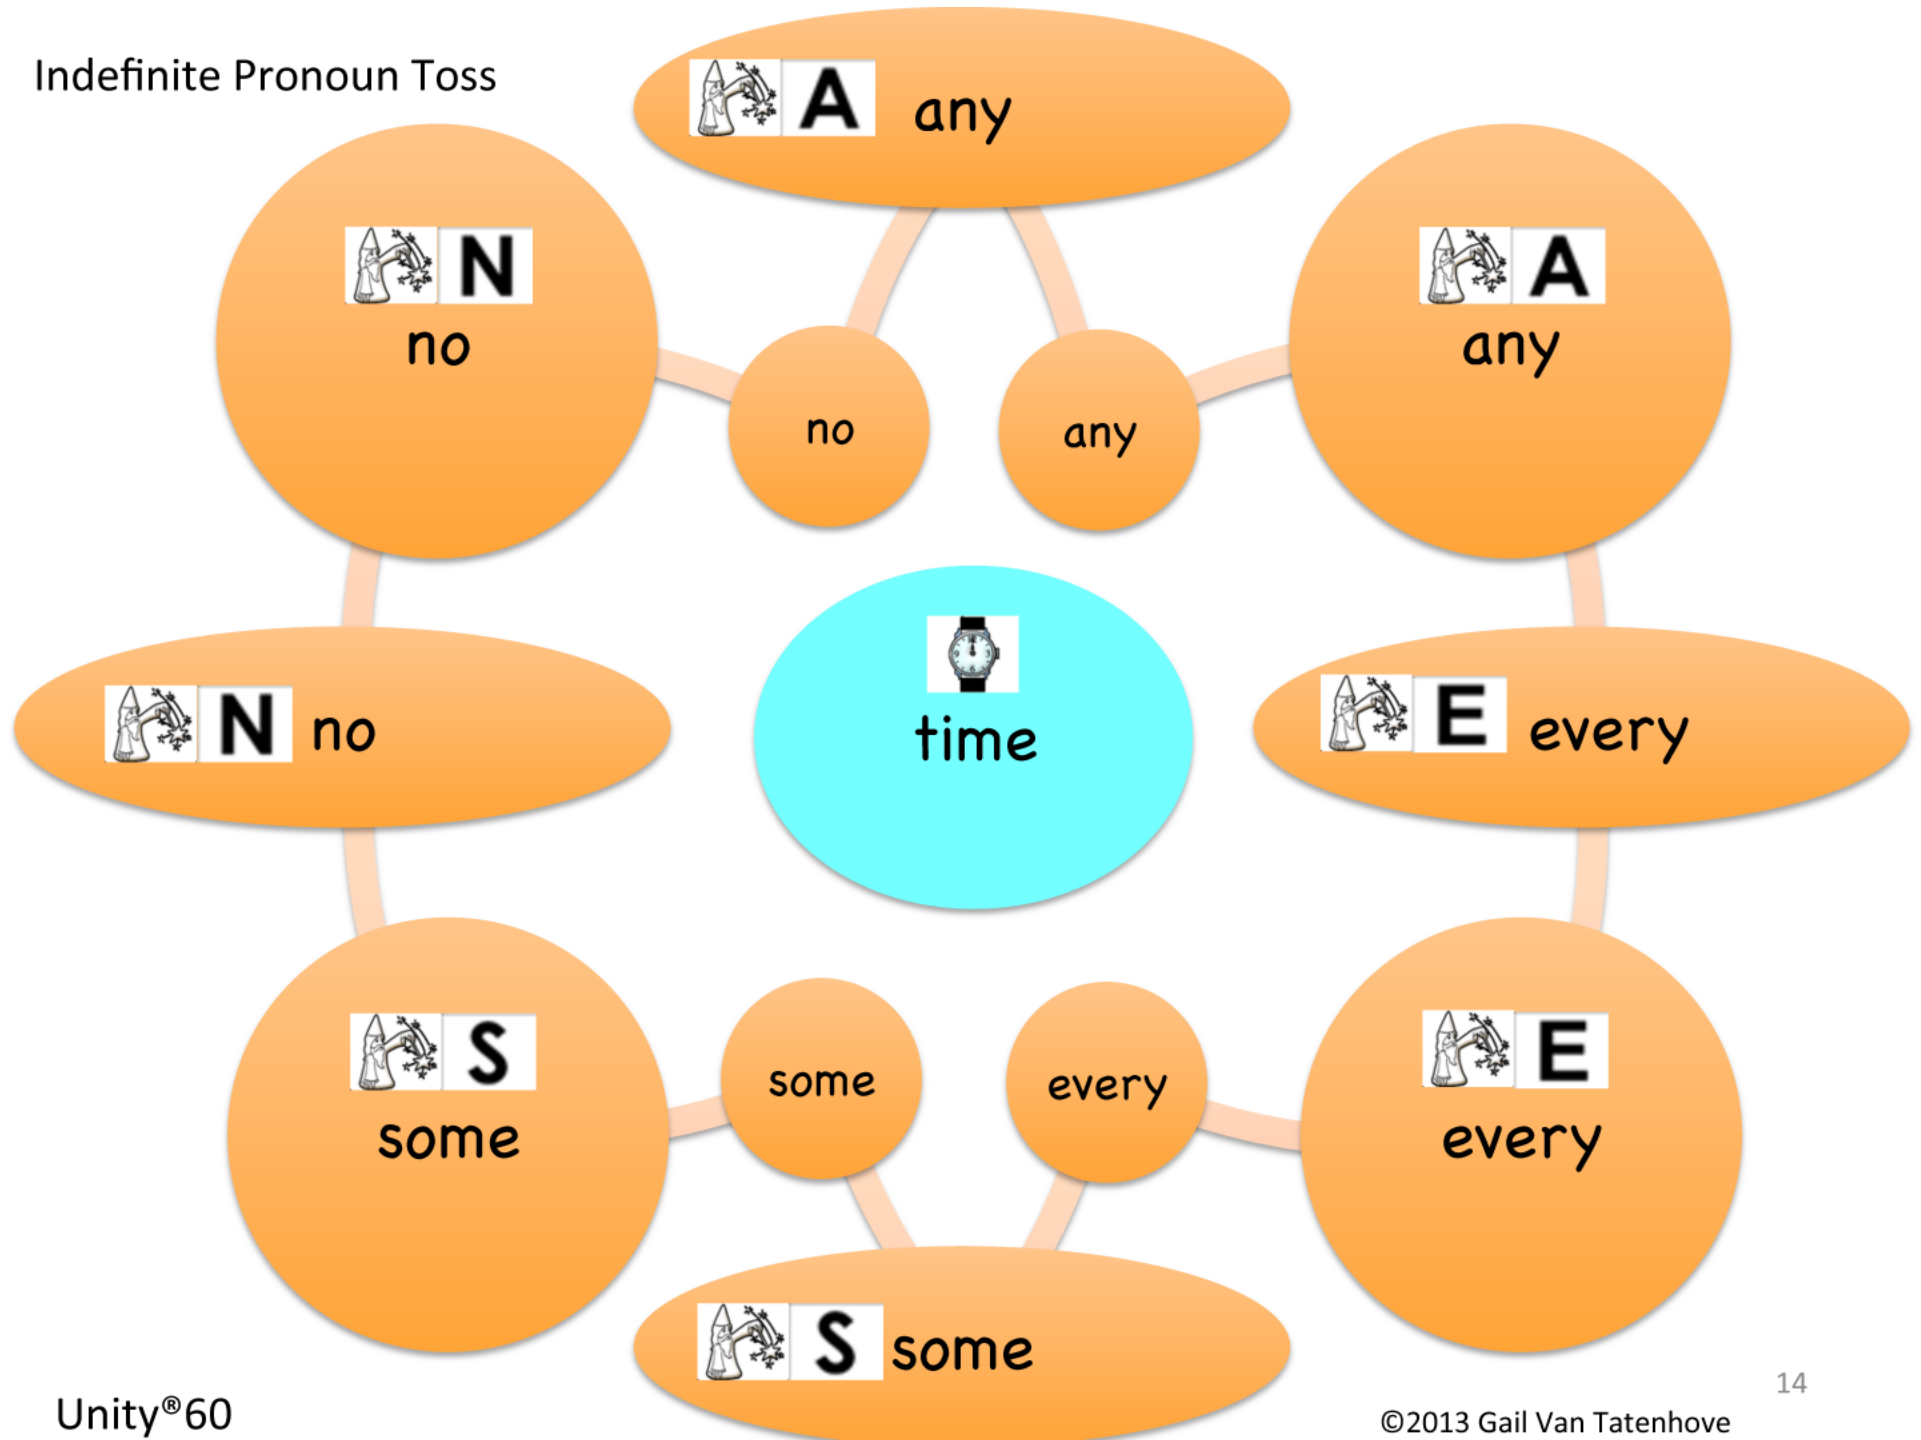 Indefinite Pronoun Toss
A any
N
no
A
any
no
any
time
N no
E every
S
some
some
every
E
every
S some
14
Unity®60
©2013 Gail Van Tatenhove